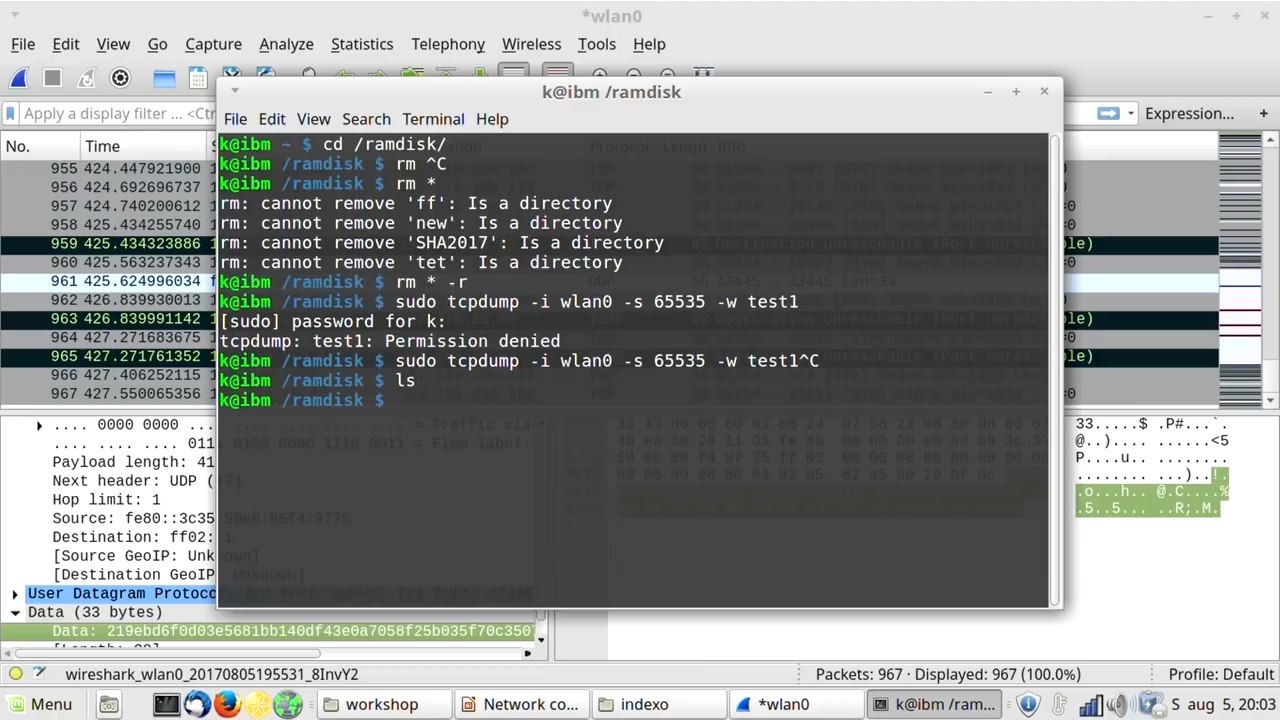 *wlan0
File Edit View Go Capture Analyze Statistics Telephony Wireless Tools Help
Apply a display filter ... <Ctr
Expression... +
No. Time
k@ibm /ramdisk
File Edit View Search Terminal Help
k@ibm ~ $ cd /ramdisk/
k@ibm /ramdisk $ rm ^C
k@ibm /ramdisk $ rm *
rm: cannot remove 'ff': Is a directory
rm: cannot remove 'new': Is a directory
rm: cannot remove 'SHA2017': Is a directory
rm: cannot remove 'tet': Is a directory
k@ibm /ramdisk $ rm * -r
k@ibm /ramdisk $ sudo tcpdump -i wlan0 -s 65535 -w test1
[sudo] password for k:
tcpdump: test1: Permission denied
k@ibm /ramdisk $ sudo tcpdump -i wlan0 -s 65535 -w test1^C
k@ibm /ramdisk $ ls
k@ibm /ramdisk $
955 424.447921900
956 424.692696737
957 424.740200612
958 425.434255740
959 425.434323886
960 425.563237343
961 425.624996034
962 426.839930013
963 426.839991142
964 427.271683675
965 427.271761352
966 427.406252115
967 427.550065356
.... 0000 0000
.... .... ....
Payload length: 41
Next header: UDP
Hop limit: 1
Source: fe80::3c35
Destination: ff02:
[Source GeoIP: Unk
[Destination GeoIP
User Datagram Protoco
Data (33 bytes)
Data: 219ebd6f0d03e5681bb140df43e0a7058f25b035f70c350
33.....$ .P#...`.
@..).... ......<5
P....u.. ........
........ ..)..!.
.o...h.. @.C....%
.5..5... ..R;.M.
wireshark_wlan0_20170805195531_8InvY2
Packets: 967 · Displayed: 967 (100.0%)
Profile: Default
Menu
workshop
Network co...
indexo
*wlan0
k@ibm /ram...
S aug 5, 20:03